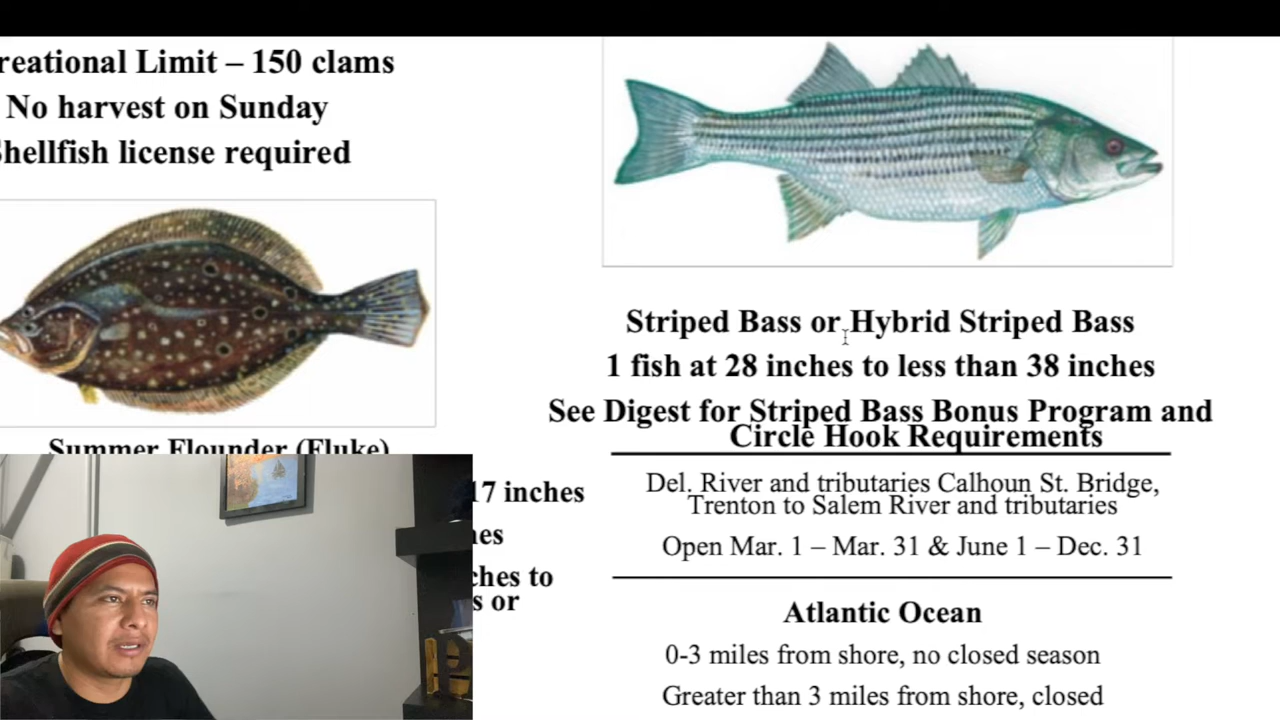 reational Limit – 150 clams
No harvest on Sunday
hellfish license required
Summer Flounder (Fluke)
17 inches
hes
ches to
s or
Striped Bass or Hybrid Striped Bass
1 fish at 28 inches to less than 38 inches
See Digest for Striped Bass Bonus Program and
Circle Hook Requirements
Del. River and tributaries Calhoun St. Bridge,
Trenton to Salem River and tributaries
Open Mar. 1 – Mar. 31 & June 1 – Dec. 31
Atlantic Ocean
0-3 miles from shore, no closed season
Greater than 3 miles from shore, closed